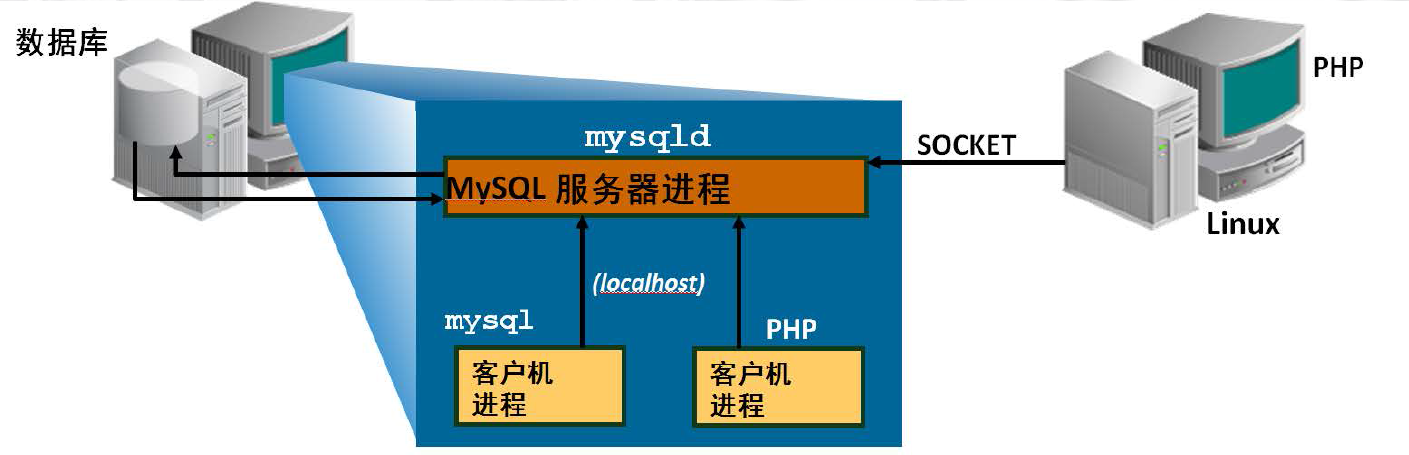 数据库
PHP
mysqld
SOCKET
MySQL 服务器进程
Linux
(localhost)
mysql
PHP
客户机
进程
客户机
进程